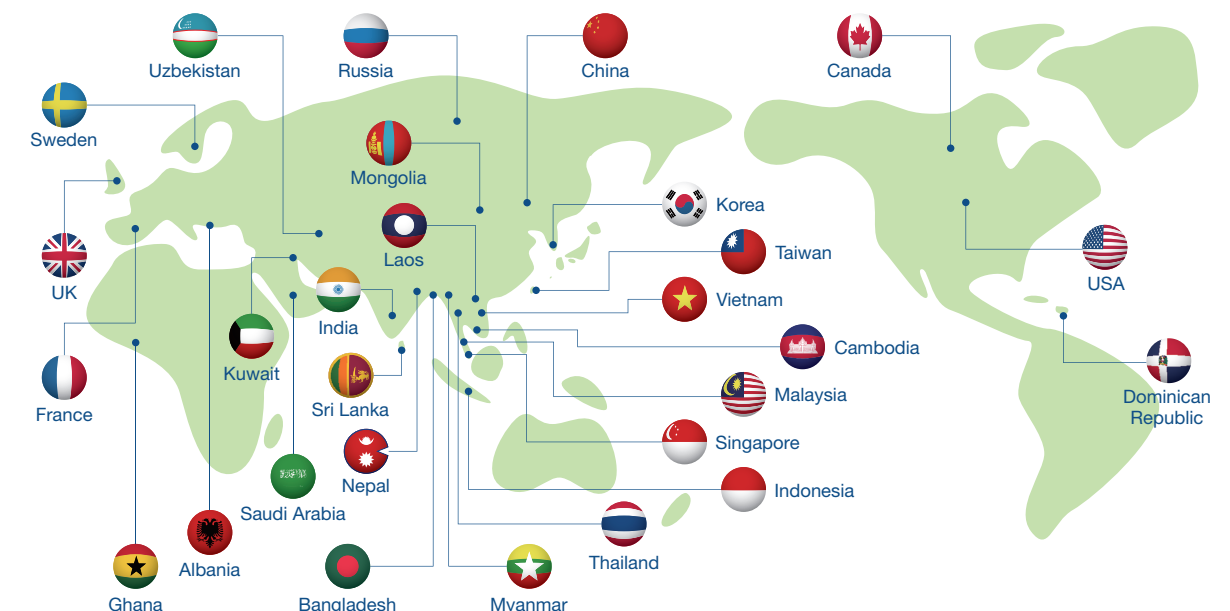 Uzbekistan
Russia
China
Canada
Sweden
Mongolia
Korea
Laos
Taiwan
UK
USA
India
Vietnam
Kuwait
Cambodia
France
Sri Lanka
Malaysia
Dominican
Republic
Singapore
Nepal
Indonesia
Saudi Arabia
Thailand
Albania
Ghana
Bangladesh
Myanmar